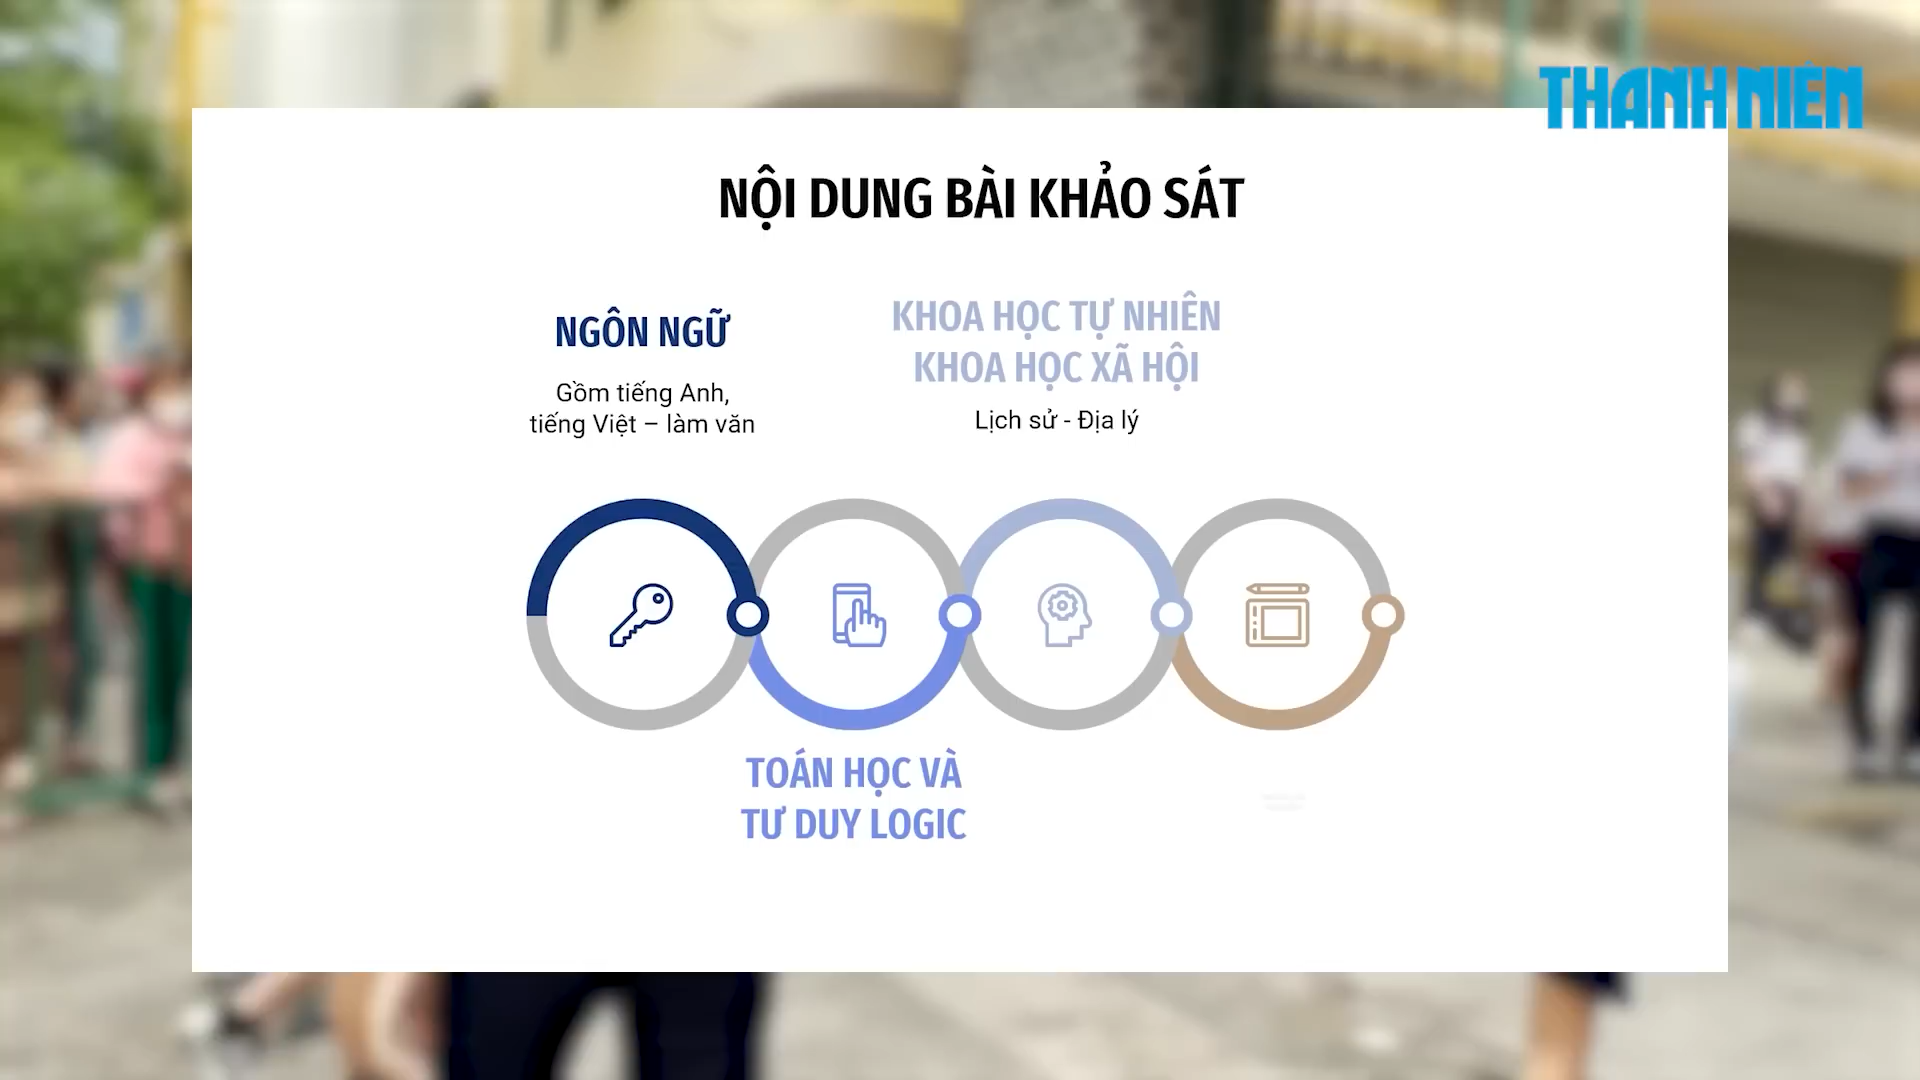 THANH NIÊN
NỘI DUNG BÀI KHẢO SÁT
NGÔN NGỮ
Gồm tiếng Anh,
tiếng Việt – làm văn
KHOA HỌC TỰ NHIÊN
KHOA HỌC XÃ HỘI
Lịch sử - Địa lý
TOÁN HỌC VÀ
TƯ DUY LOGIC